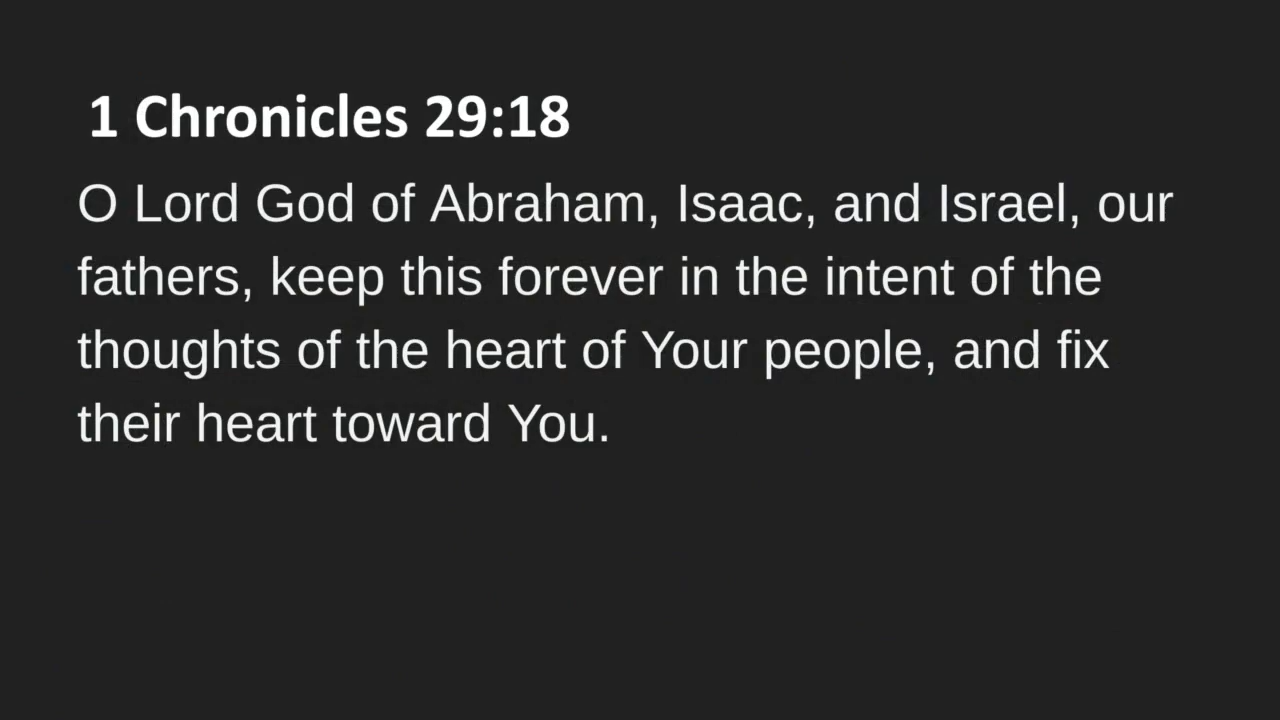 1 Chronicles 29:18
O Lord God of Abraham, Isaac, and Israel, our
fathers, keep this forever in the intent of the
thoughts of the heart of Your people, and fix
their heart toward You.